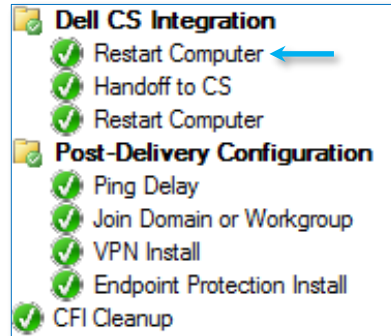 Dell CS Integration
Restart Computer
Handoff to CS
Restart Computer
Post-Delivery Configuration
Ping Delay
Join Domain or Workgroup
VPN Install
Endpoint Protection Install
CFI Cleanup